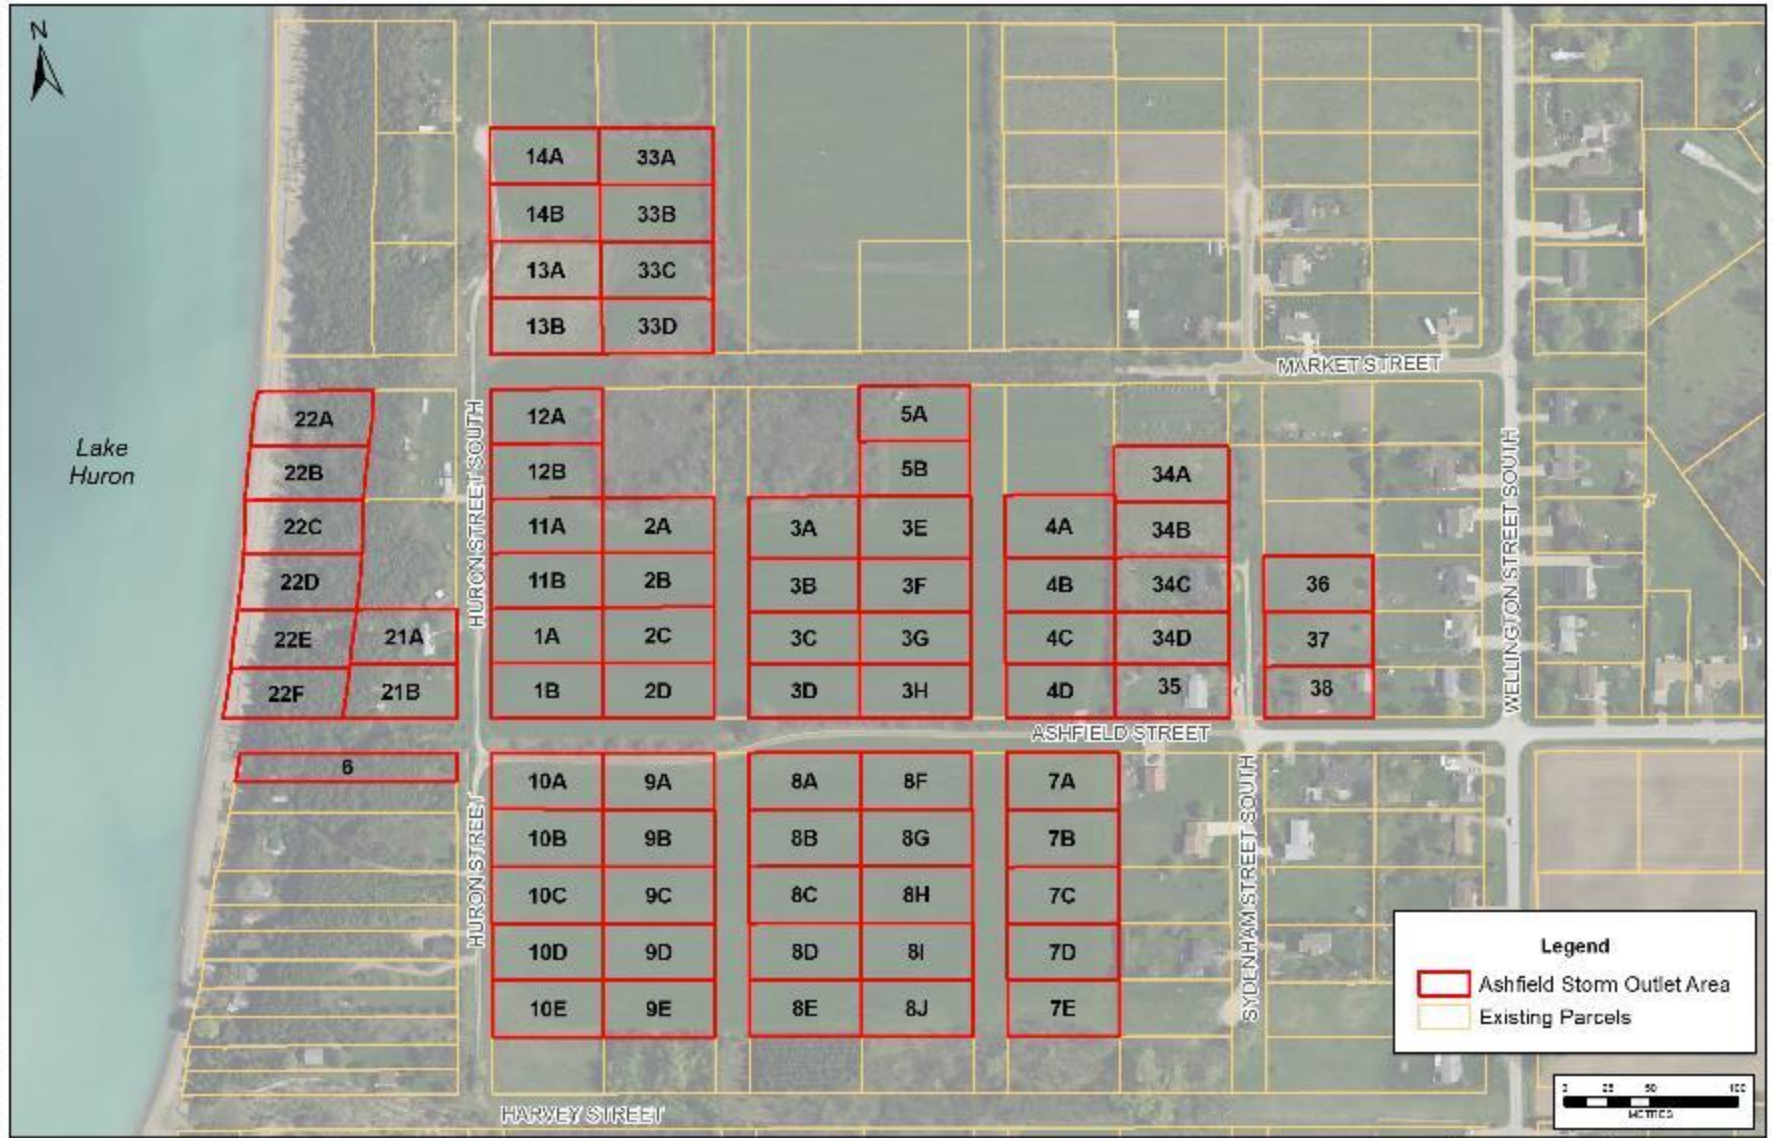 N
14A 33A
14B 33B
13A 33C
13B 33D
MARKET STREET
22A 12A 5A
Lake
Huron
HURON STREET SOUTH
22B 12B 5B 34A
WELLINGTON STREET SOUTH
22C 11A 2A 3A 3E 4A 34B
22D 11B 2B 3B 3F 4B 34C 36
22E 21A 1A 2C 3C 3G 4C 34D 37
22F 21B 1B 2D 3D 3H 4D 35 38
ASHFIELD STREET
6
10A 9A 8A 8F 7A
HURON STREET
SYDENHAM STREET SOUTH
10B 9B 8B 8G 7B
10C 9C 8C 8H 7C
10D 9D 8D 8I 7D
10E 9E 8E 8J 7E
Legend
Ashfield Storm Outlet Area
Existing Parcels
25 50 100
METRES
HARVEY STREET